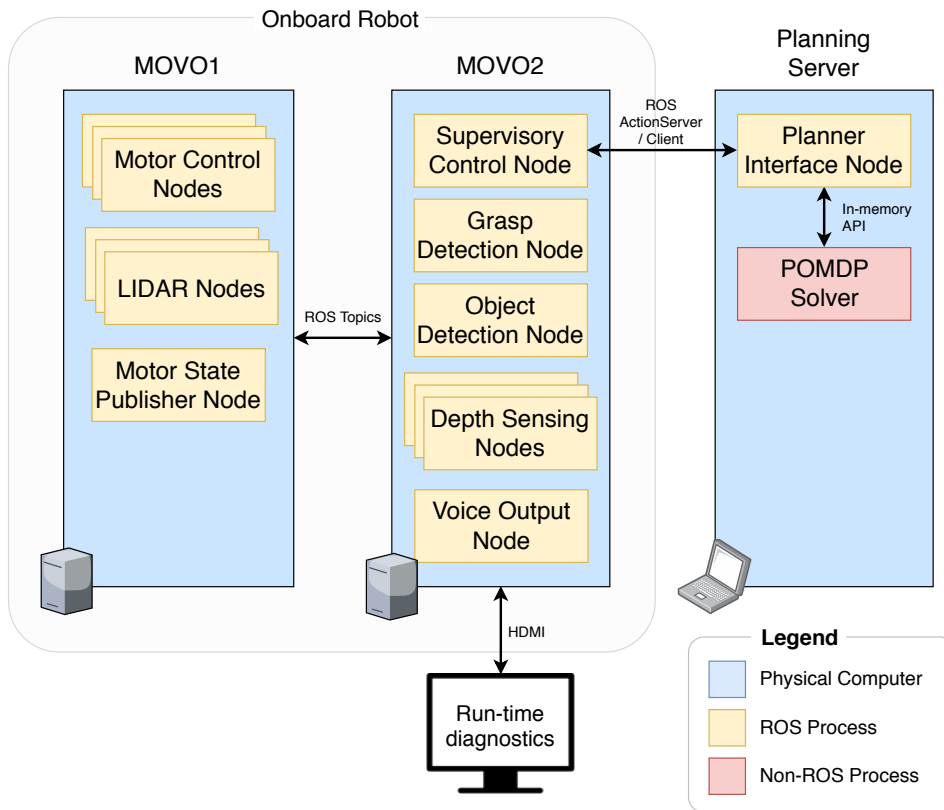 Onboard Robot
MOVO1
Motor Control
Nodes
LIDAR Nodes
Motor State
Publisher Node
ROS Topics
MOVO2
Supervisory
Control Node
Grasp
Detection Node
Object
Detection Node
Depth Sensing
Nodes
Voice Output
Node
HDMI
Run-time
diagnostics
ROS
ActionServer
/ Client
Planning
Server
Planner
Interface Node
In-memory
API
POMDP
Solver
Legend
Physical Computer
ROS Process
Non-ROS Process